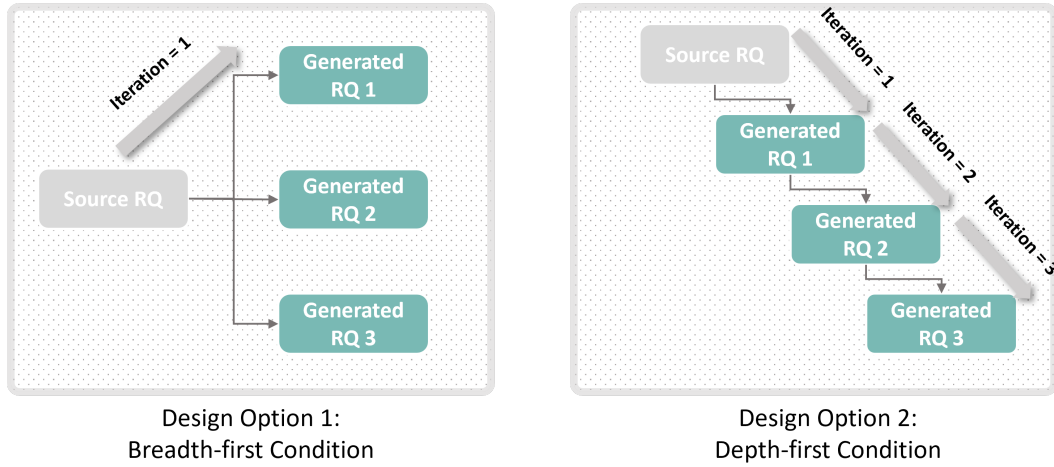 Iteration = 1
Source RQ
Generated
RQ 1
Generated
RQ 2
Generated
RQ 3
Design Option 1:
Breadth-first Condition
Source RQ
Iteration = 1
Generated
RQ 1
Iteration = 2
Generated
RQ 2
Iteration = 3
Generated
RQ 3
Design Option 2:
Depth-first Condition